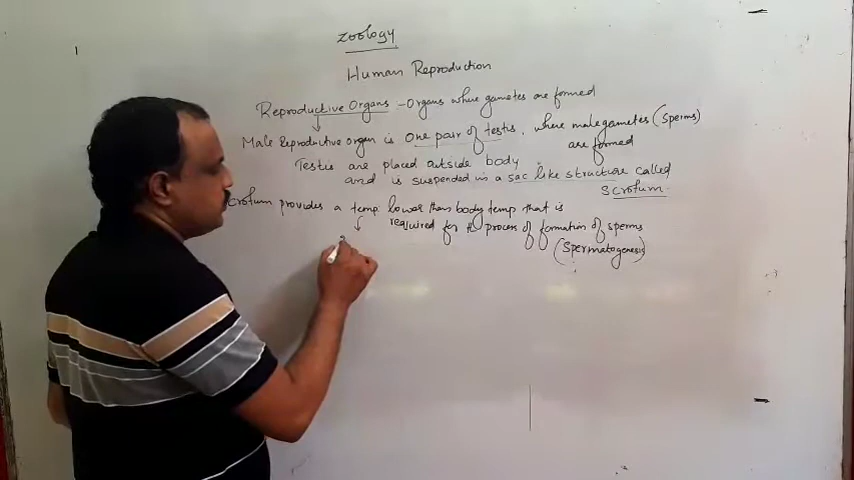 Zoology
Human Reproduction
Reproductive Organs - Organs where gametes are formed
Male Reproductive organ is one pair of testis, where male gametes (sperms)
are formed
Testis are placed outside body.
and is suspended in a sac like structure called
scrotum.
crotum provides a temp. lower than body temp that is
required for the process of formation of sperms
(spermatogenesis)
2